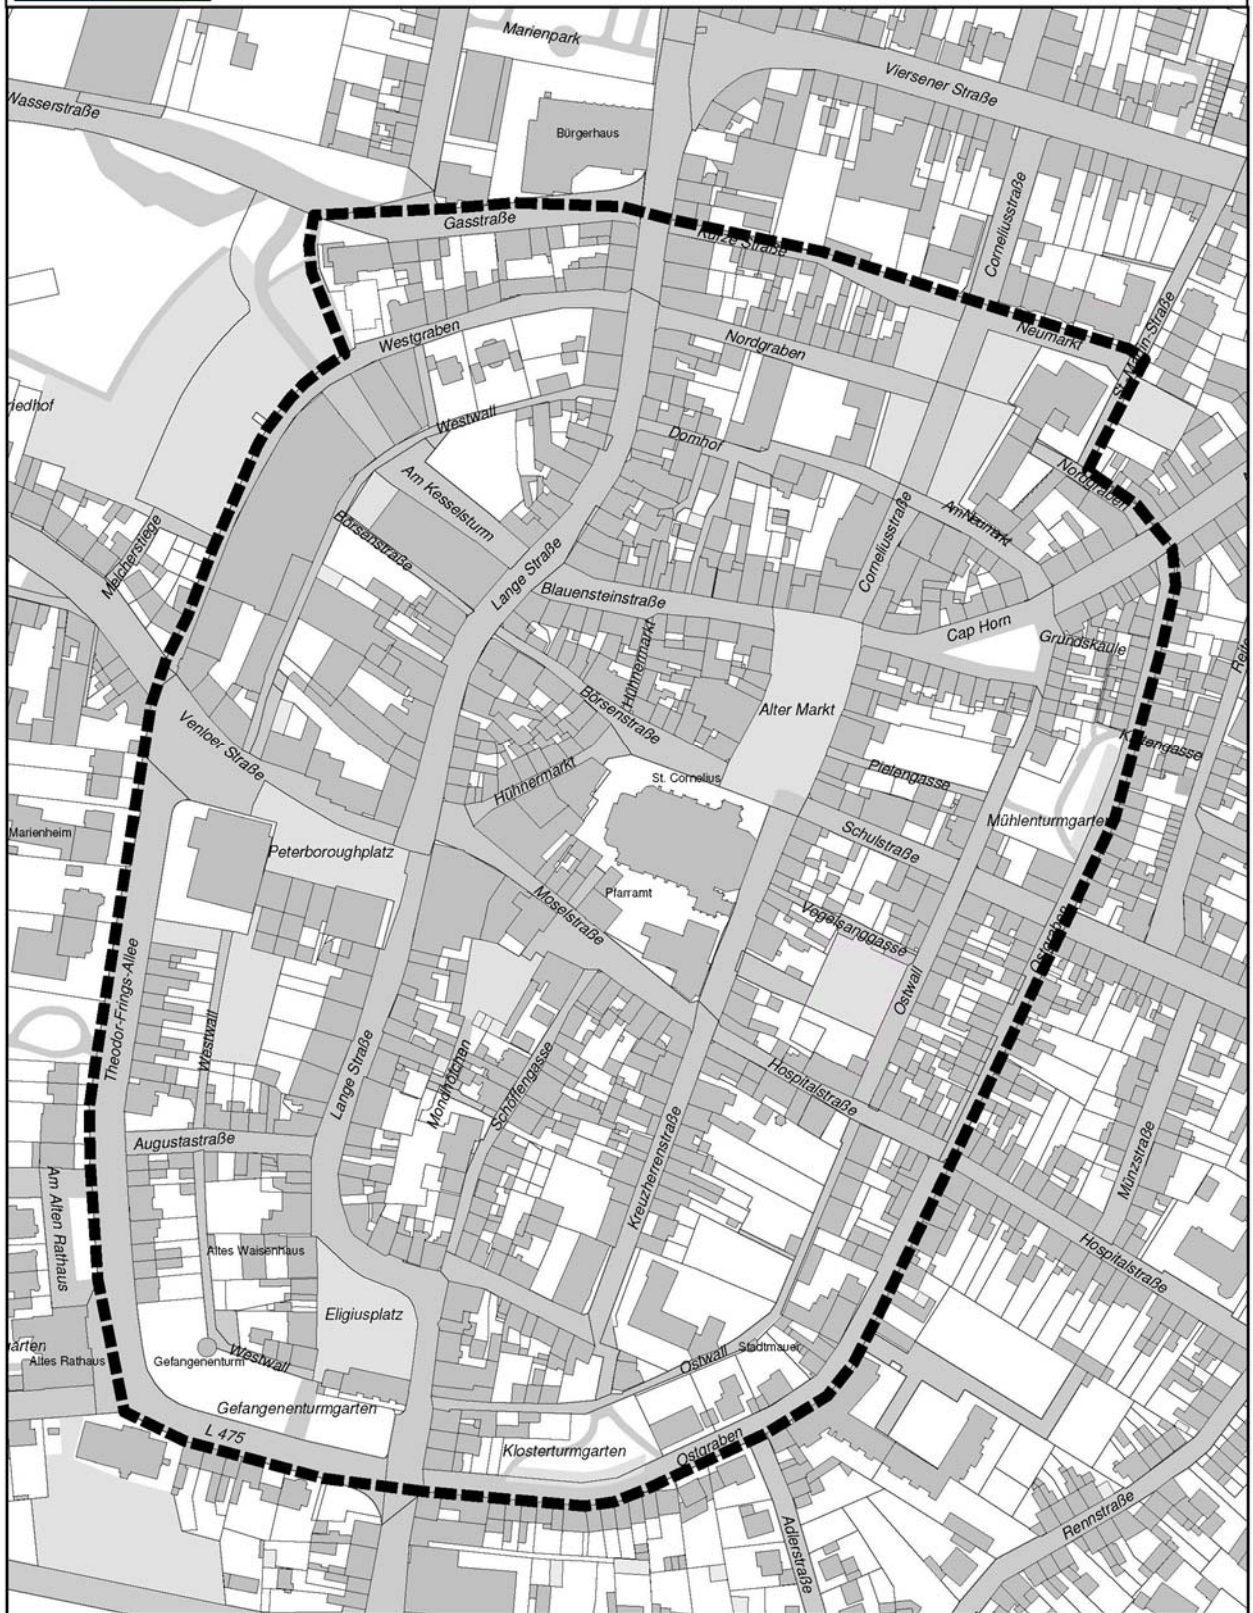 Marienpark
Viersener Straße
Wasserstraße
Bürgerhaus
Corneliusstraße
Gasstraße
Kurze Straße
Neumarkt
St.-Martin-Straße
Westgraben
Nordgraben
riedhof
Westwall
Domhof
Am Kesselsturm
Nordgraben
Börsenstraße
Corneliusstraße
Am Neumarkt
Melcherstiege
Lange Straße
Blauensteinstraße
Cap Horn
Grundskaule
Hühnermarkt
Börsenstraße
Alter Markt
Venloer Straße
Hühnermarkt
St. Cornelius
Pielengasse
Mühlenturmgarten
Schulstraße
Marienheim
Peterboroughplatz
Pfarramt
Moselstraße
Vogelsanggasse
Ostgraben
Theodor-Frings-Allee
Westwall
Ostwall
Lange Straße
Mondhöfchen
Schöffengasse
Hospitalstraße
Kreuzherrenstraße
Münzstraße
Augustastraße
Am Alten Rathaus
Altes Waisenhaus
Hospitalstraße
Eligiusplatz
garten
Altes Rathaus
Gefangenenturm
Westwall
Ostwall
Stadtmauer
Gefangenenturmgarten
L 475
Klosterturmgarten
Ostgraben
Adlerstraße
Rennstraße